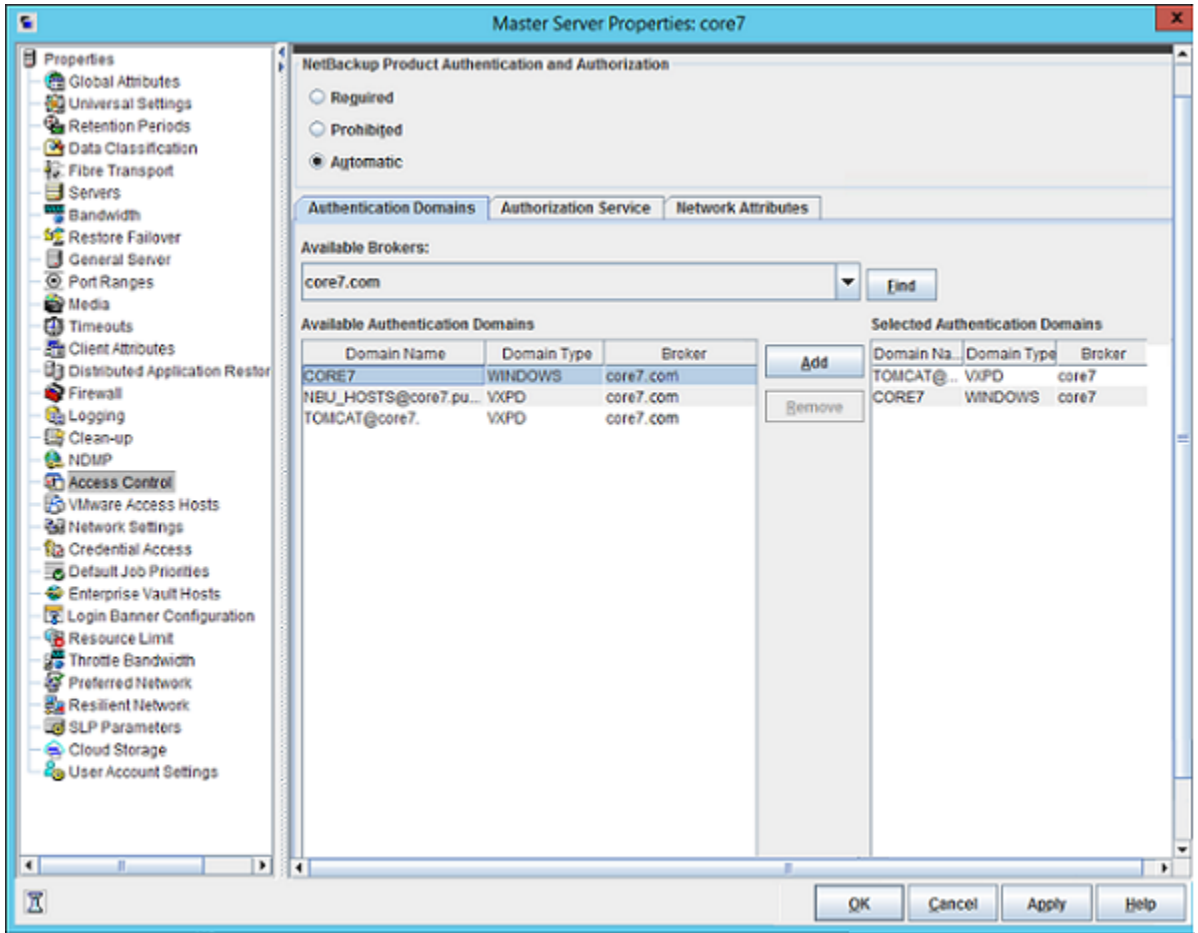 Master Server Properties: core7
x
Properties
Global Attributes
Universal Settings
Retention Periods
Data Classification
Fibre Transport
Servers
Bandwidth
Restore Failover
General Server
Port Ranges
Media
Timeouts
Client Attributes
Distributed Application Restor
Firewall
Logging
Clean-up
NDMP
Access Control
VMware Access Hosts
Network Settings
Credential Access
Default Job Priorities
Enterprise Vault Hosts
Login Banner Configuration
Resource Limit
Throttle Bandwidth
Preferred Network
Resilient Network
SLP Parameters
Cloud Storage
User Account Settings
NetBackup Product Authentication and Authorization
Required
Prohibited
Automatic
Authentication Domains Authorization Service Network Attributes
Available Brokers:
core7.com Find
Available Authentication Domains
Domain Name Domain Type Broker
CORE7 WINDOWS core7.com
NBU_HOSTS@core7.pu... VXPD core7.com
TOMCAT@core7. VXPD core7.com
Add
Remove
Selected Authentication Domains
Domain Na... Domain Type Broker
TOMCAT@... VXPD core7
CORE7 WINDOWS core7
OK Cancel Apply Help